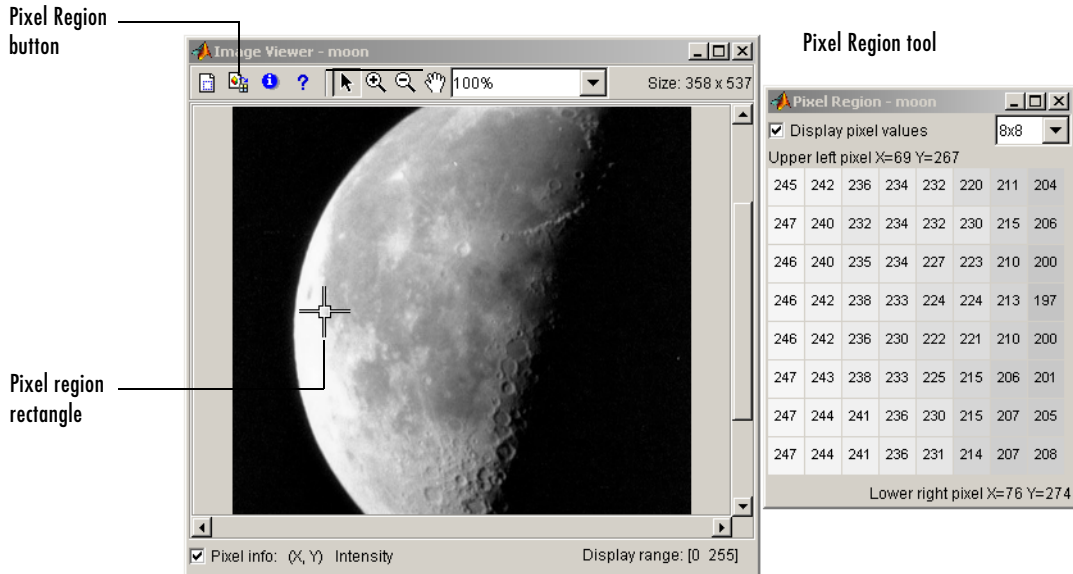 Pixel Region
button
Image Viewer - moon
?
100%
Size: 358 x 537
Pixel region
rectangle
Pixel info: (X, Y) Intensity
Display range: [0 255]
Pixel Region tool
Pixel Region - moon
Display pixel values
8x8
Upper left pixel X=69 Y=267
245 242 236 234 232 220 211 204
247 240 232 234 232 230 215 206
246 240 235 234 227 223 210 200
246 242 238 233 224 224 213 197
246 242 236 230 222 221 210 200
247 243 238 233 225 215 206 201
247 244 241 236 230 215 207 205
247 244 241 236 231 214 207 208
Lower right pixel X=76 Y=274